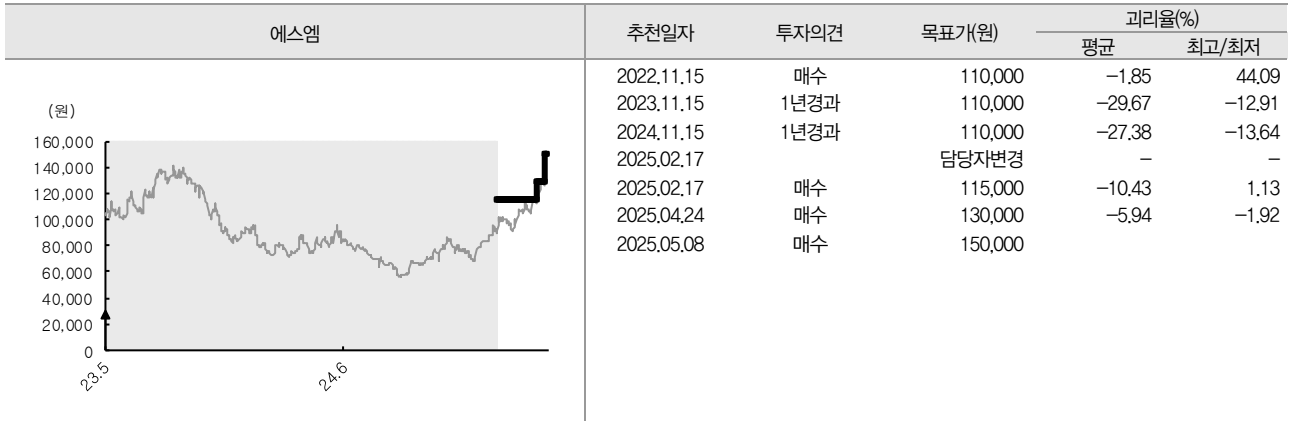 에스엠
추천일자 투자의견 목표가(원) 괴리율(%)
평균 최고/최저
(원)
160,000
140,000
120,000
100,000
80,000
60,000
40,000
20,000
0
23.5 24.6
2022.11.15 매수 110,000 −1.85 44.09
2023.11.15 1년경과 110,000 −29.67 −12.91
2024.11.15 1년경과 110,000 −27.38 −13.64
2025.02.17 담당자변경 − −
2025.02.17 매수 115,000 −10.43 1.13
2025.04.24 매수 130,000 −5.94 −1.92
2025.05.08 매수 150,000